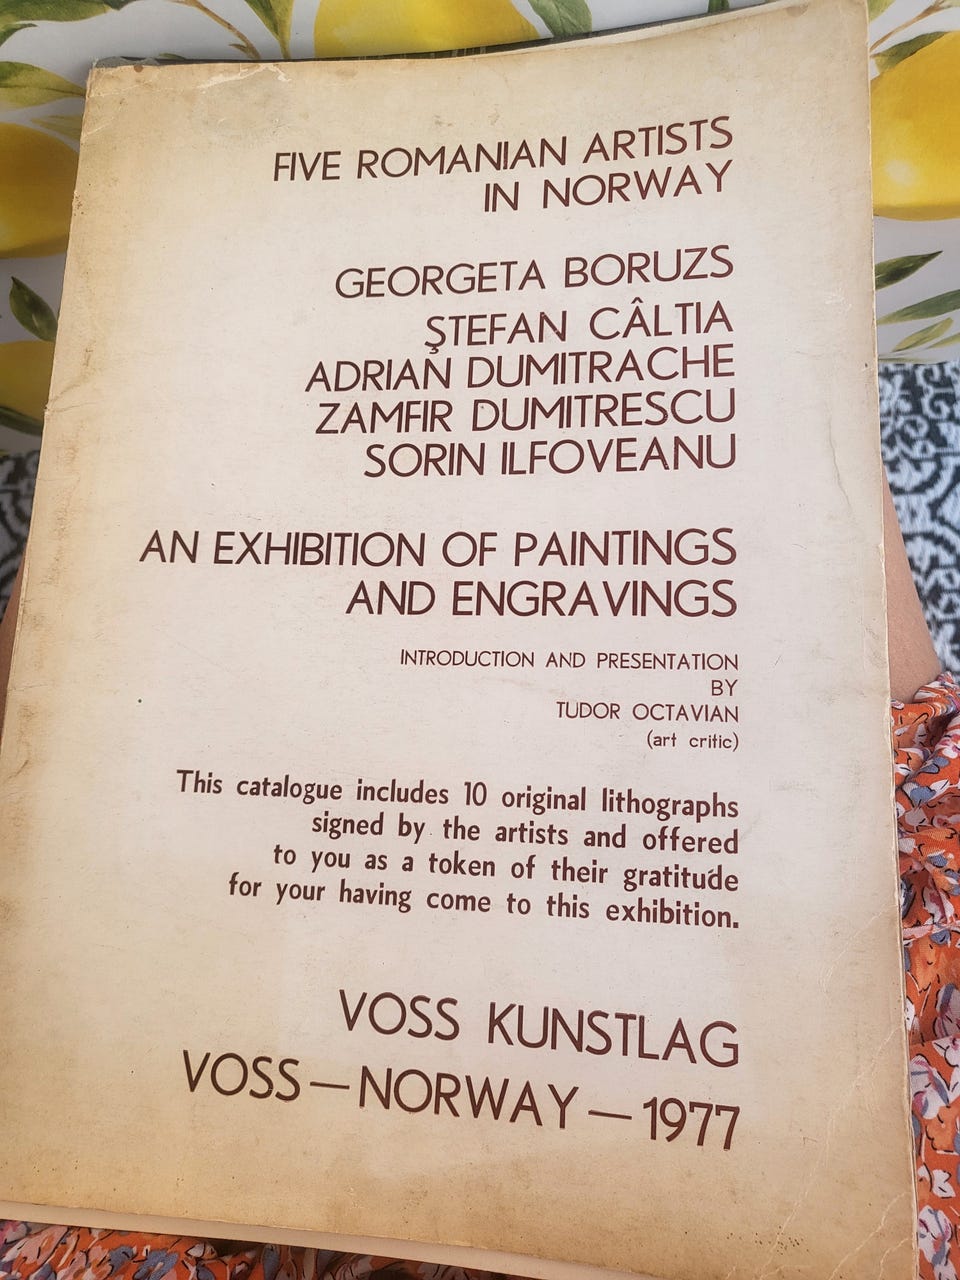 FIVE ROMANIAN ARTISTS
IN NORWAY
GEORGETA BORUZS
ŞTEFAN CÂLTIA
ADRIAN DUMITRACHE
ZAMFIR DUMITRESCU
SORIN ILFOVEANU
AN EXHIBITION OF PAINTINGS
AND ENGRAVINGS
INTRODUCTION AND PRESENTATION
BY
TUDOR OCTAVIAN
(art critic)
This catalogue includes 10 original lithographs
signed by the artists and offered
to you as a token of their gratitude
for your having come to this exhibition.
VOSS KUNSTLAG
VOSS — NORWAY — 1977